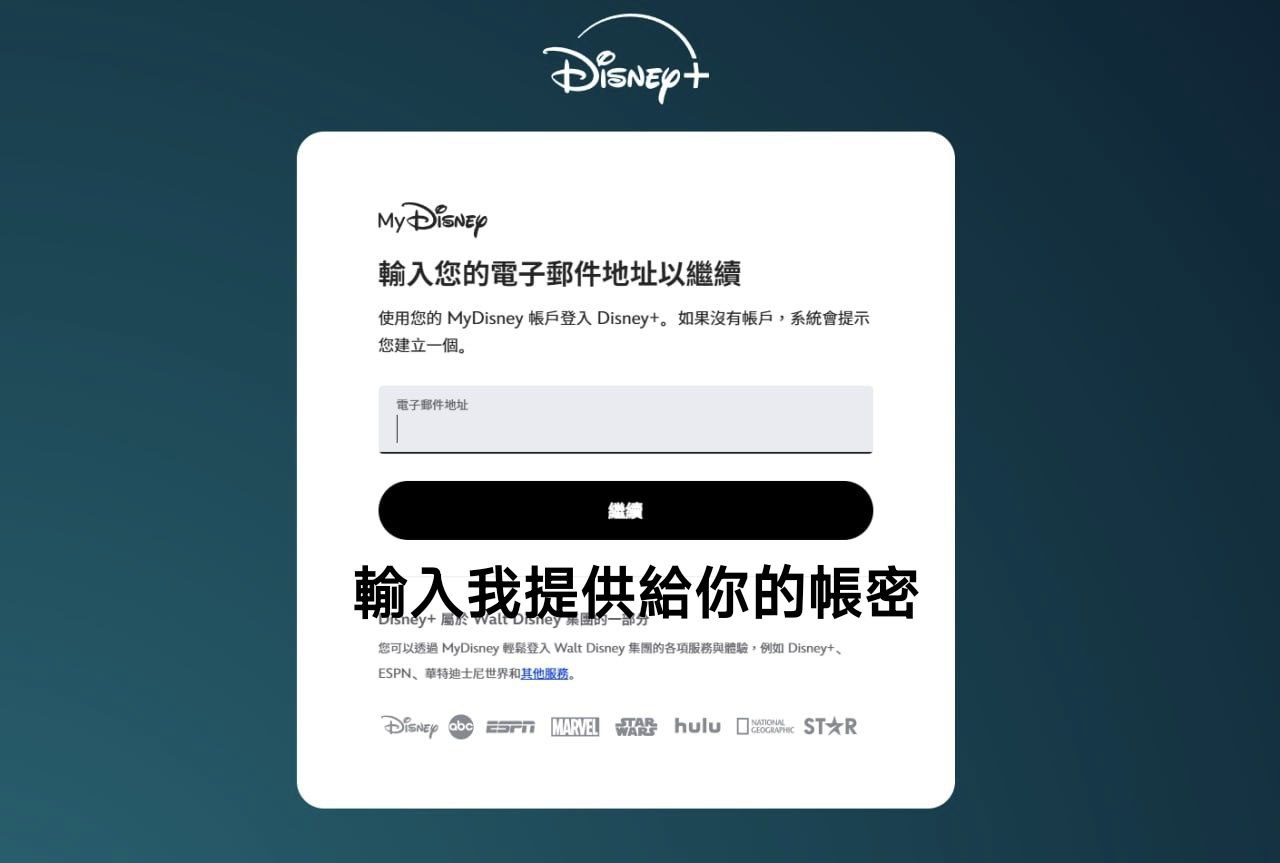 Disney+
MyDisney
輸入您的電子郵件地址以繼續
使用您的 MyDisney 帳戶登入 Disney+。如果沒有帳戶，系統會提示
您建立一個。
電子郵件地址
繼續
輸入我提供給你的帳密
Disney+ 屬於 Walt Disney 集團的一部分
您可以透過 MyDisney 輕鬆登入 Walt Disney 集團的各項服務與體驗，例如 Disney+、
ESPN、華特迪士尼世界和其他服務。
Disney abc ESPN MARVEL STAR WARS hulu NATIONAL GEOGRAPHIC ST★R